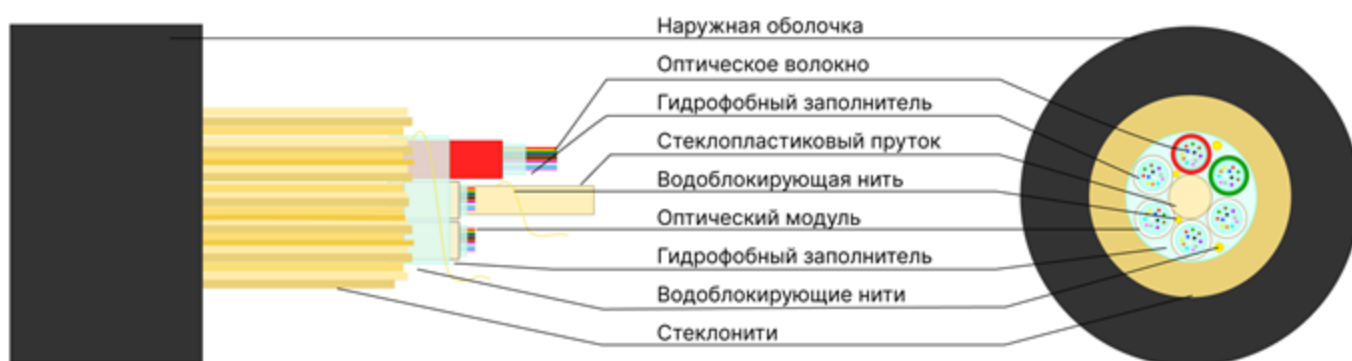 Наружная оболочка
Оптическое волокно
Гидрофобный заполнитель
Стеклопластиковый пруток
Водоблокирующая нить
Оптический модуль
Гидрофобный заполнитель
Водоблокирующие нити
Стеклонити